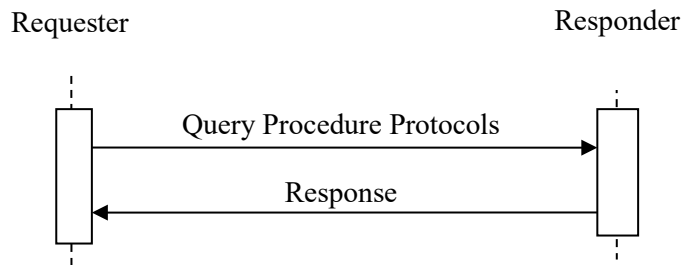 Requester
Responder
Query Procedure Protocols
Response